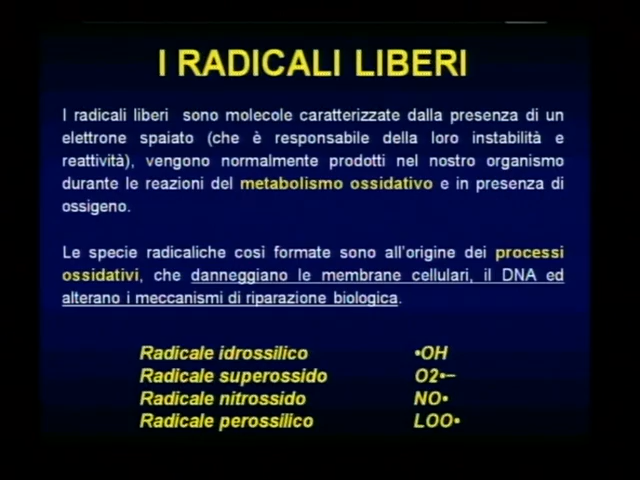 I RADICALI LIBERI
I radicali liberi sono molecole caratterizzate dalla presenza di un
elettrone spaiato (che è responsabile della loro instabilità e
reattività), vengono normalmente prodotti nel nostro organismo
durante le reazioni del metabolismo ossidativo e in presenza di
ossigeno.
Le specie radicaliche così formate sono all'origine dei processi
ossidativi, che danneggiano le membrane cellulari, il DNA ed
alterano i meccanismi di riparazione biologica.
Radicale idrossilico •OH
Radicale superossido O2•–
Radicale nitrossido NO•
Radicale perossilico LOO•